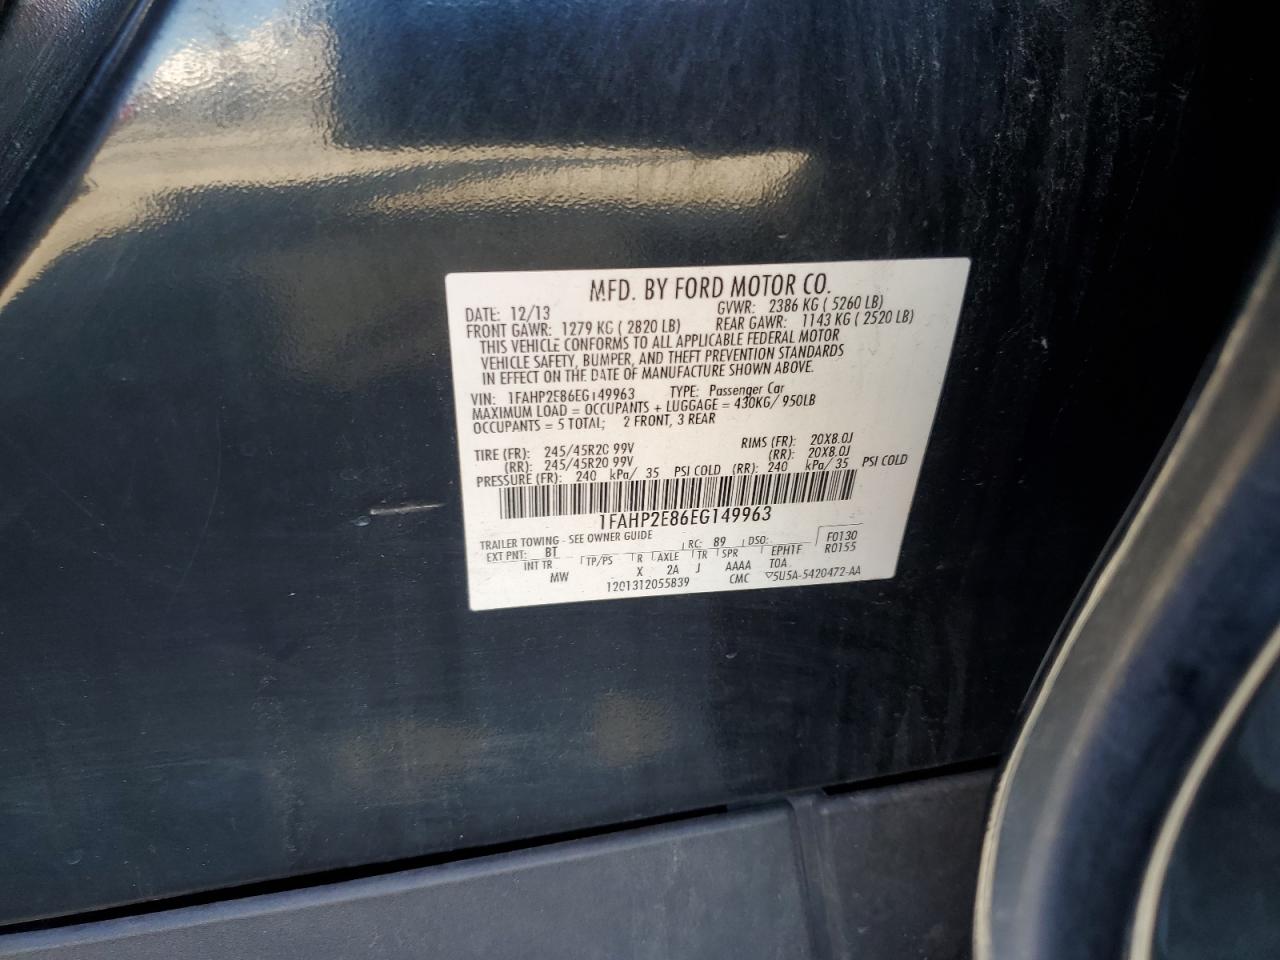 MFD. BY FORD MOTOR CO.
DATE: 12/13 GVWR: 2386 KG ( 5260 LB)
FRONT GAWR: 1279 KG ( 2820 LB) REAR GAWR: 1143 KG ( 2520 LB)
THIS VEHICLE CONFORMS TO ALL APPLICABLE FEDERAL MOTOR
VEHICLE SAFETY, BUMPER, AND THEFT PREVENTION STANDARDS
IN EFFECT ON THE DATE OF MANUFACTURE SHOWN ABOVE.
VIN: 1FAHP2E86EG149963 TYPE: Passenger Car
MAXIMUM LOAD = OCCUPANTS + LUGGAGE = 430KG/ 950LB
OCCUPANTS = 5 TOTAL; 2 FRONT, 3 REAR
TIRE (FR): 245/45R20 99V RIMS (FR): 20X8.0J
(RR): 245/45R20 99V (RR): 20X8.0J
PRESSURE (FR): 240 kPa/ 35 PSI COLD (RR): 240 kPa/ 35 PSI COLD
1FAHP2E86EG149963
TRAILER TOWING - SEE OWNER GUIDE
EXT PNT: BT RC: 89 DSO: F0130
INT TR TP/PS R AXLE TR SPR EPH1F R0155
MW X 2A J AAAA TOA
1201312055839 CMC 5U5A-5420472-AA